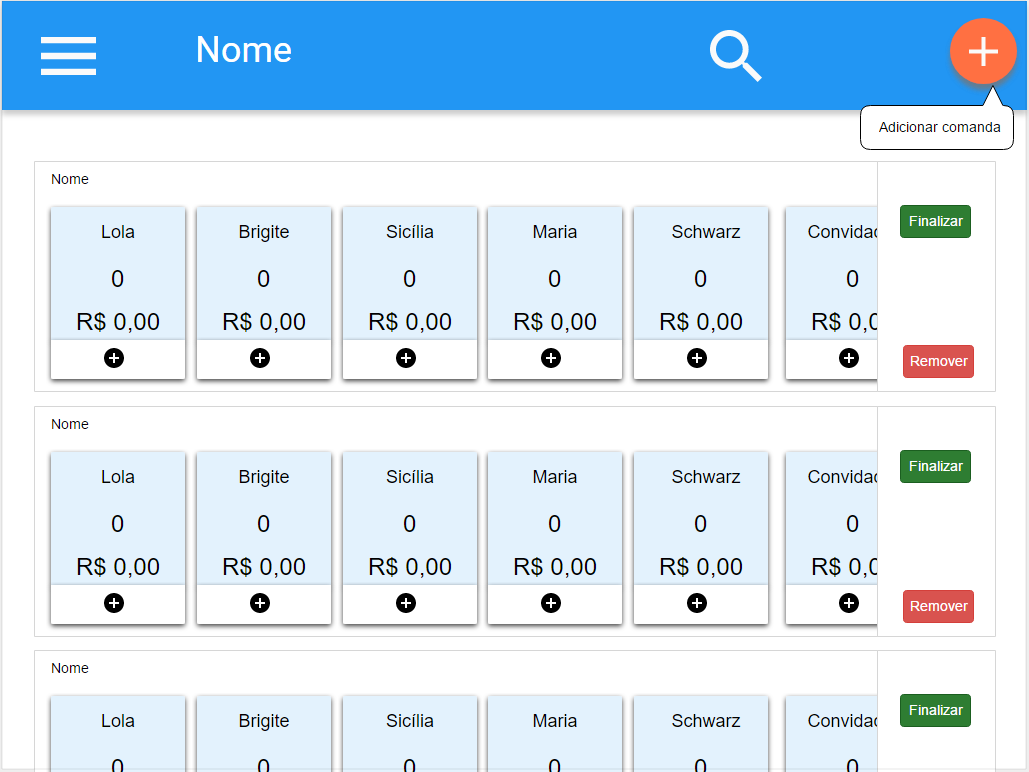 Nome
Adicionar comanda
Nome
Lola Brigite Sicília Maria Schwarz Convidad Finalizar
0 0 0 0 0 0
R$ 0,00 R$ 0,00 R$ 0,00 R$ 0,00 R$ 0,00 R$ 0,0
Remover
Nome
Lola Brigite Sicília Maria Schwarz Convidad Finalizar
0 0 0 0 0 0
R$ 0,00 R$ 0,00 R$ 0,00 R$ 0,00 R$ 0,00 R$ 0,0
Remover
Nome
Lola Brigite Sicília Maria Schwarz Convidad Finalizar
0 0 0 0 0 0